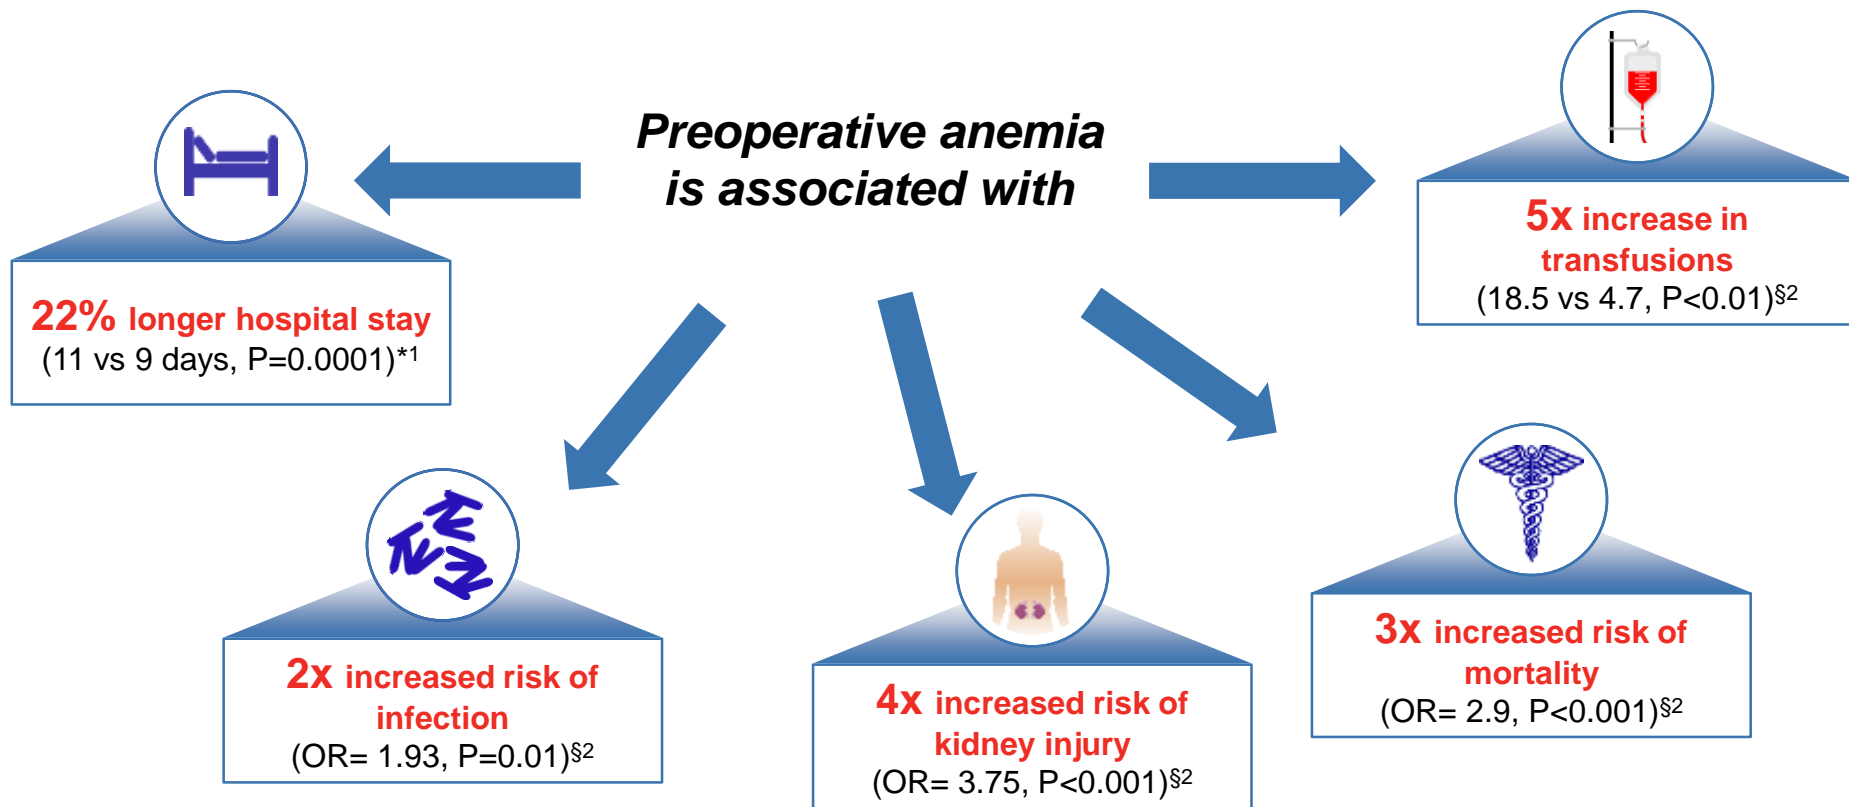 Preoperative anemia
is associated with
22% longer hospital stay
(11 vs 9 days, P=0.0001)*1
5x increase in
transfusions
(18.5 vs 4.7, P<0.01)§2
2x increased risk of
infection
(OR= 1.93, P=0.01)§2
4x increased risk of
kidney injury
(OR= 3.75, P<0.001)§2
3x increased risk of
mortality
(OR= 2.9, P<0.001)§2